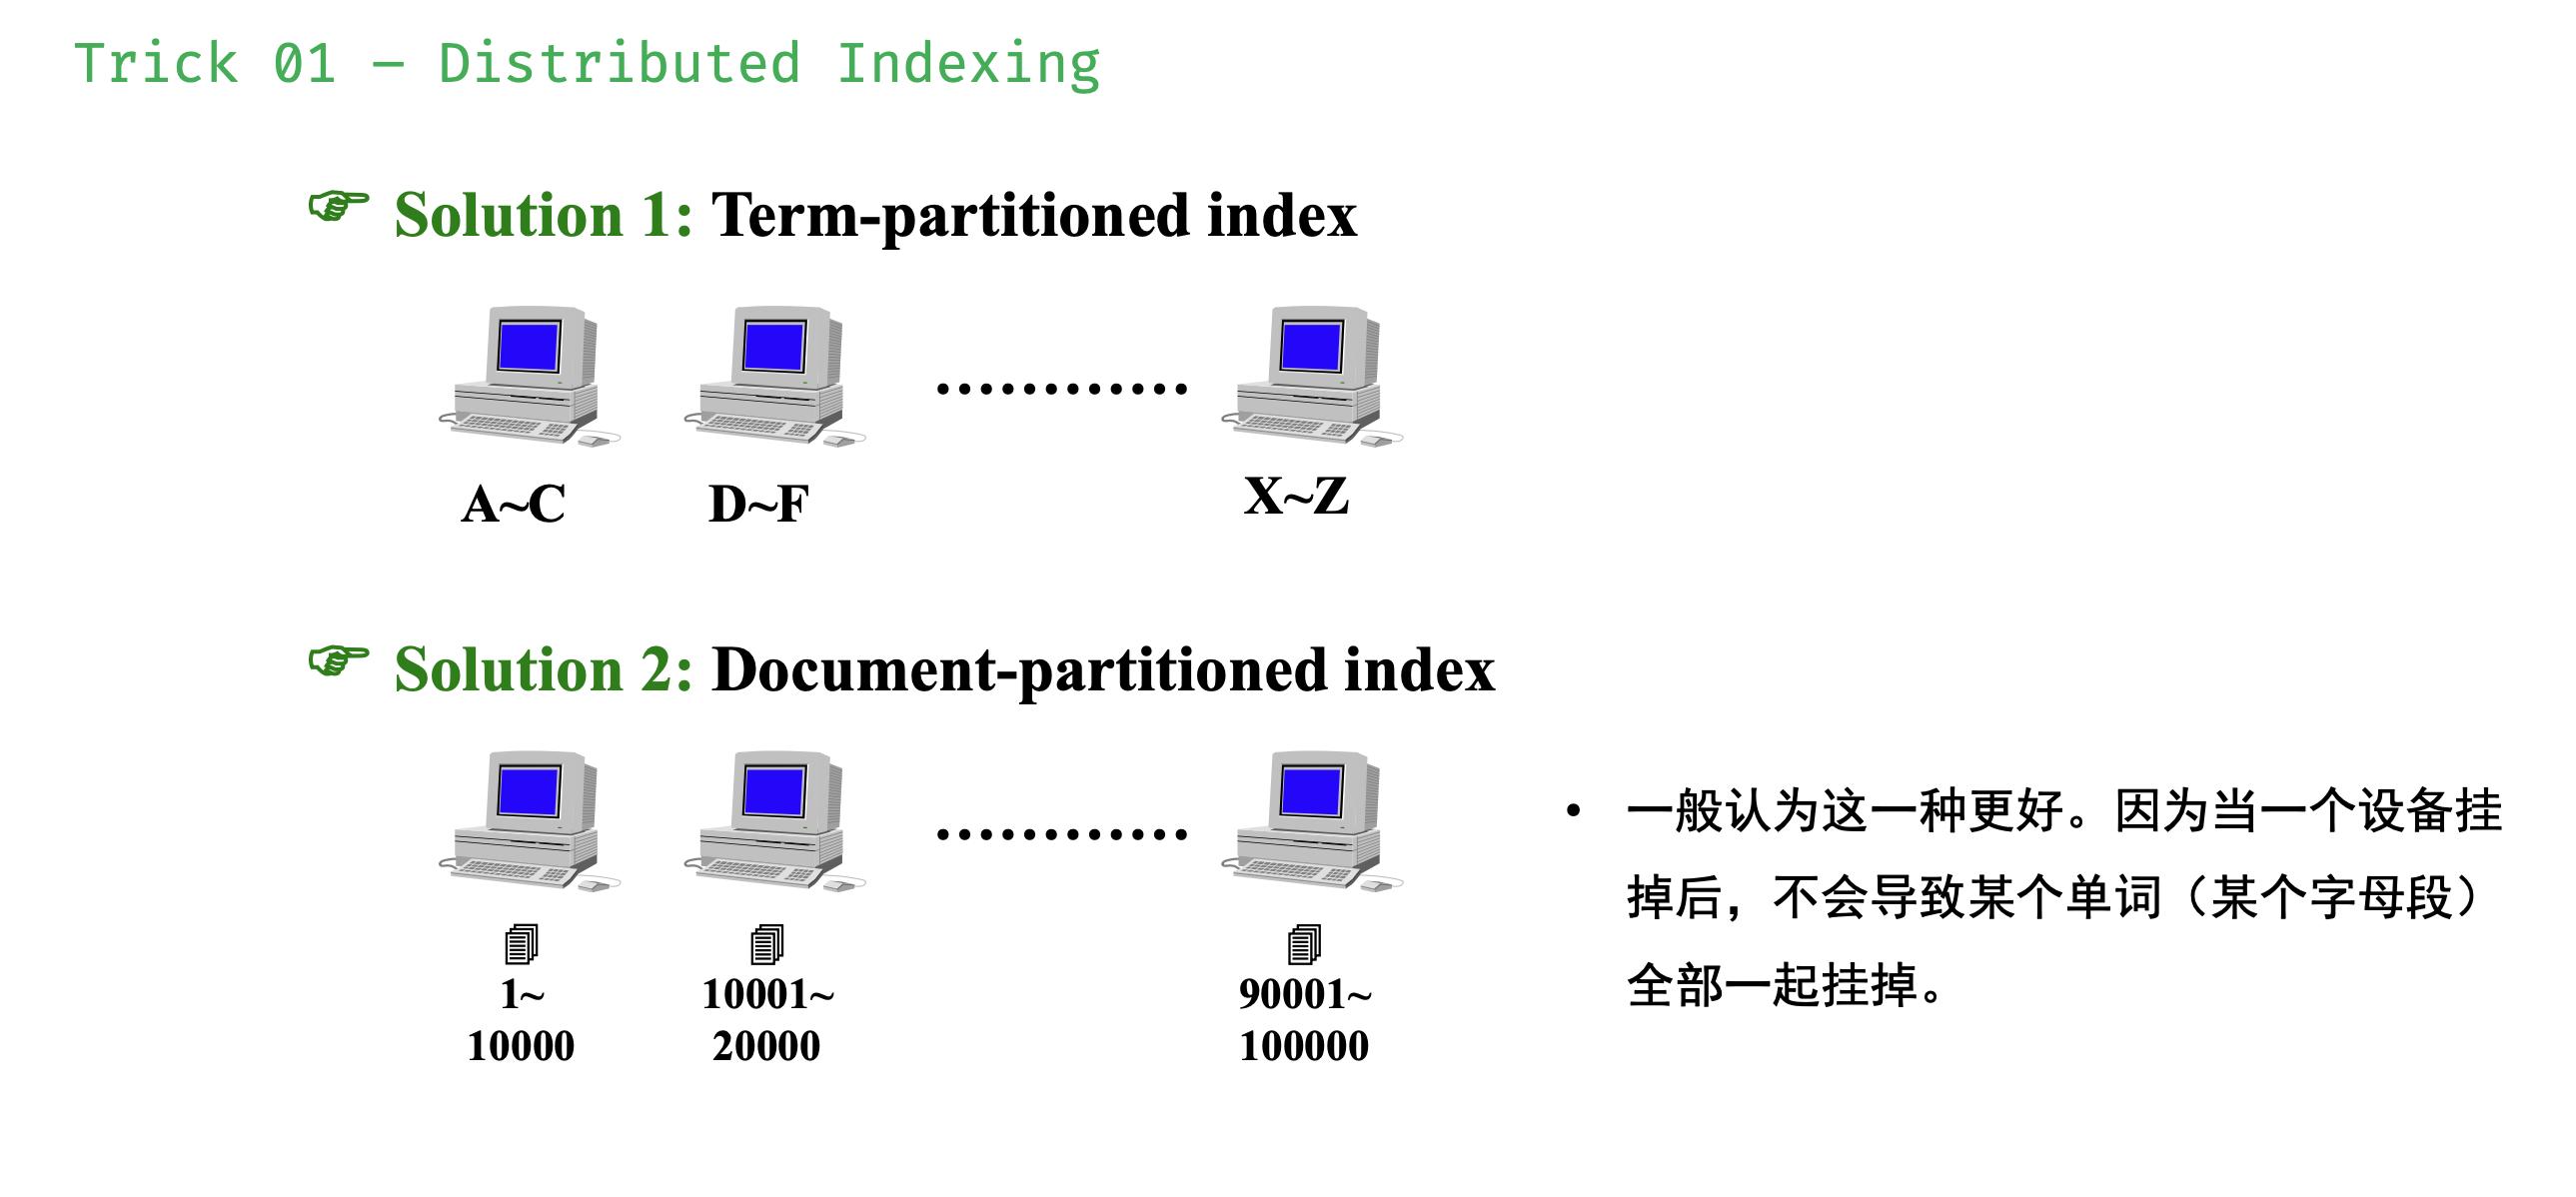 Trick 01 – Distributed Indexing
☞ Solution 1: Term-partitioned index
············
A~C
D~F
X~Z
☞ Solution 2: Document-partitioned index
············
1~
10000
10001~
20000
90001~
100000
• 一般认为这一种更好。因为当一个设备挂
掉后，不会导致某个单词（某个字母段）
全部一起挂掉。